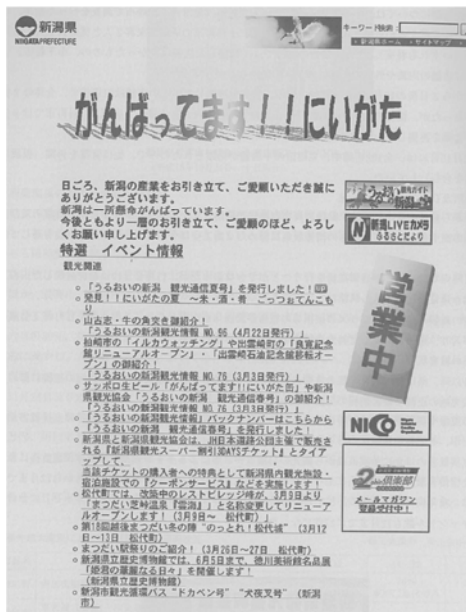 新潟県
NIIGATA PREFECTURE
キーワード検索
新潟県ホーム ・サイトマップ
がんばってます！！にいがた
日ごろ、新潟の産業をお引き立て、ご愛顧いただき誠に
ありがとうございます。
新潟は一所懸命がんばっています。
今後ともより一層のお引き立て、ご愛顧のほど、よろし
くお願い申し上げます。
特選 イベント情報
観光関連
観光ガイド
新潟LIVEカメラ
ふるさとだより
営業中
NICO
倶楽部
メールマガジン
登録受付中！
○「うるおいの新潟 観光通信夏号」を発行しました！
○発見！！にいがたの夏 ～米・酒・肴 ごっつぉてんこも
り
○山古志・牛の角突き御紹介！
「うるおいの新潟観光情報 NO.96（4月22日発行）」
○柏崎市の「イルカウォッチング」や出雲崎町の「良寛記念
館リニューアルオープン」・「出雲崎石油記念館移転オー
プン」の御紹介！
「うるおいの新潟観光情報 NO.76（3月3日発行）」
○サッポロ生ビール「がんばってます!!にいがた缶」や新潟
県観光協会「うるおいの新潟 観光通信春号」の御紹介！
「うるおいの新潟観光情報 NO.76（3月3日発行）」
○「うるおいの新潟観光情報」バックナンバーはこちらから
○「うるおいの新潟 観光通信春号」を発行しました！
○新潟県と新潟県観光協会は、JH日本道路公団主催で販売さ
れる『新潟県観光スーパー割引3DAYSチケット』とタイ
アップして、
当該チケットの購入者への特典として新潟県内観光施設・
宿泊施設での『クーポンサービス』などを実施します！
○松代町では、改築中のレストビレッジ峠が、3月9日より
「まつだい芝峠温泉『雲海』」と名称変更してリニューア
ルオープンします！（3月9日～ 松代町）
○第18回越後まつだい冬の陣“のっとれ！松代城”（3月12
日～13日 松代町）
○まつだい駅祭りのご紹介！（3月26日～27日 松代町）
○新潟県立歴史博物館では、6月5日まで、徳川美術館名品展
「姫君の華麗なる日々」を開催します！
（新潟県立歴史博物館）
○新潟市観光循環バス“ドカベン号”“犬夜叉号”（新潟
市）